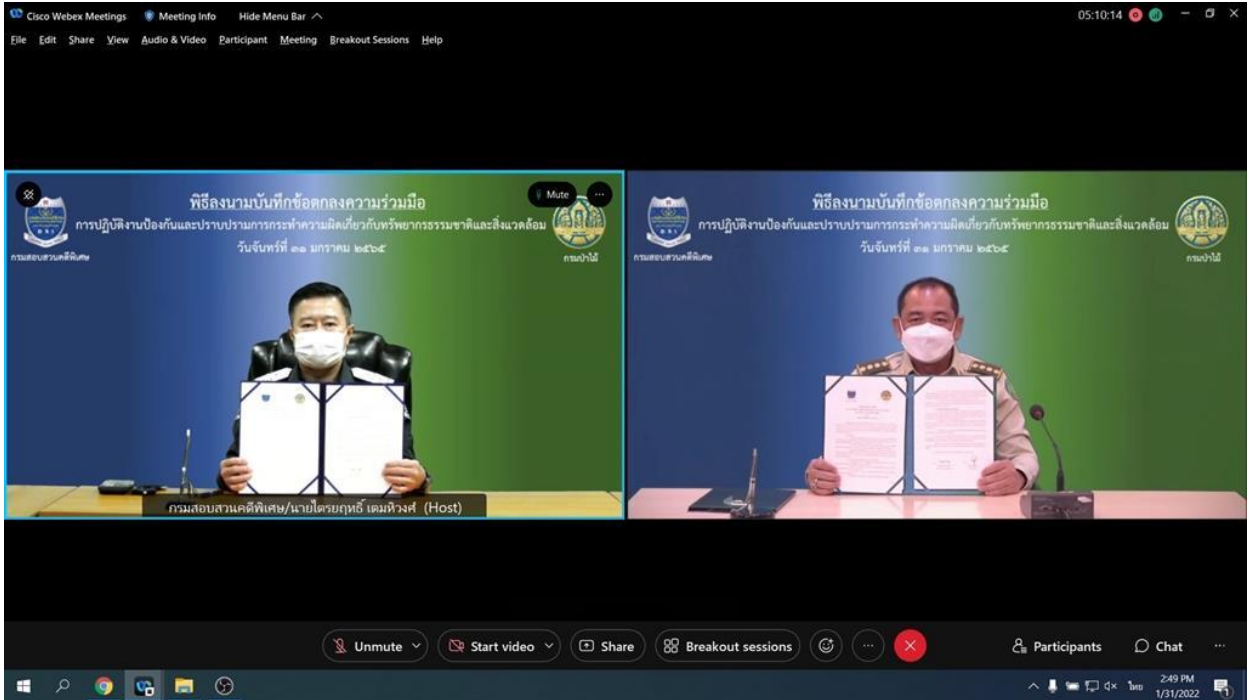 Cisco Webex Meetings Meeting Info Hide Menu Bar
05:10:14
File Edit Share View Audio & Video Participant Meeting Breakout Sessions Help
Mute
พิธีลงนามบันทึกข้อตกลงความร่วมมือ
การปฏิบัติงานป้องกันและปราบปรามการกระทำความผิดเกี่ยวกับทรัพยากรธรรมชาติและสิ่งแวดล้อม
วันจันทร์ที่ ๓๑ มกราคม ๒๕๖๕
DSI
กรมสอบสวนคดีพิเศษ
กรมป่าไม้
กรมสอบสวนคดีพิเศษ/นายไตรยฤทธิ์ เตมหิวงศ์ (Host)
พิธีลงนามบันทึกข้อตกลงความร่วมมือ
การปฏิบัติงานป้องกันและปราบปรามการกระทำความผิดเกี่ยวกับทรัพยากรธรรมชาติและสิ่งแวดล้อม
วันจันทร์ที่ ๓๑ มกราคม ๒๕๖๕
DSI
กรมสอบสวนคดีพิเศษ
กรมป่าไม้
Unmute Start video Share Breakout sessions Participants Chat
ไทย
2:49 PM
1/31/2022